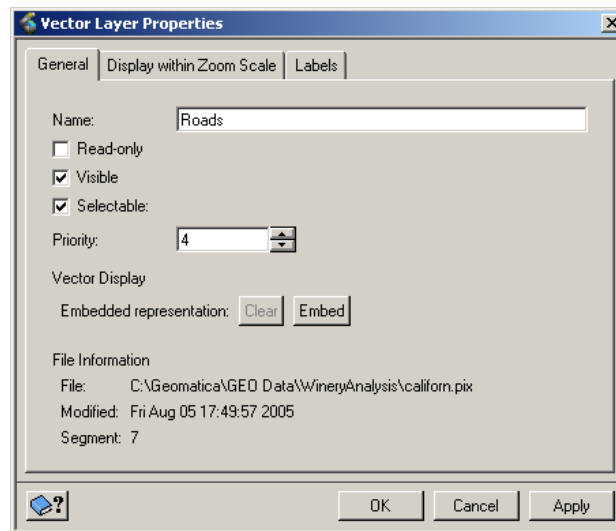 Vector Layer Properties
General Display within Zoom Scale Labels
Name: Roads
Read-only
Visible
Selectable:
Priority: 4
Vector Display
Embedded representation: Clear Embed
File Information
File: C:\Geomatica\GEO Data\WineryAnalysis\californ.pix
Modified: Fri Aug 05 17:49:57 2005
Segment: 7
? OK Cancel Apply